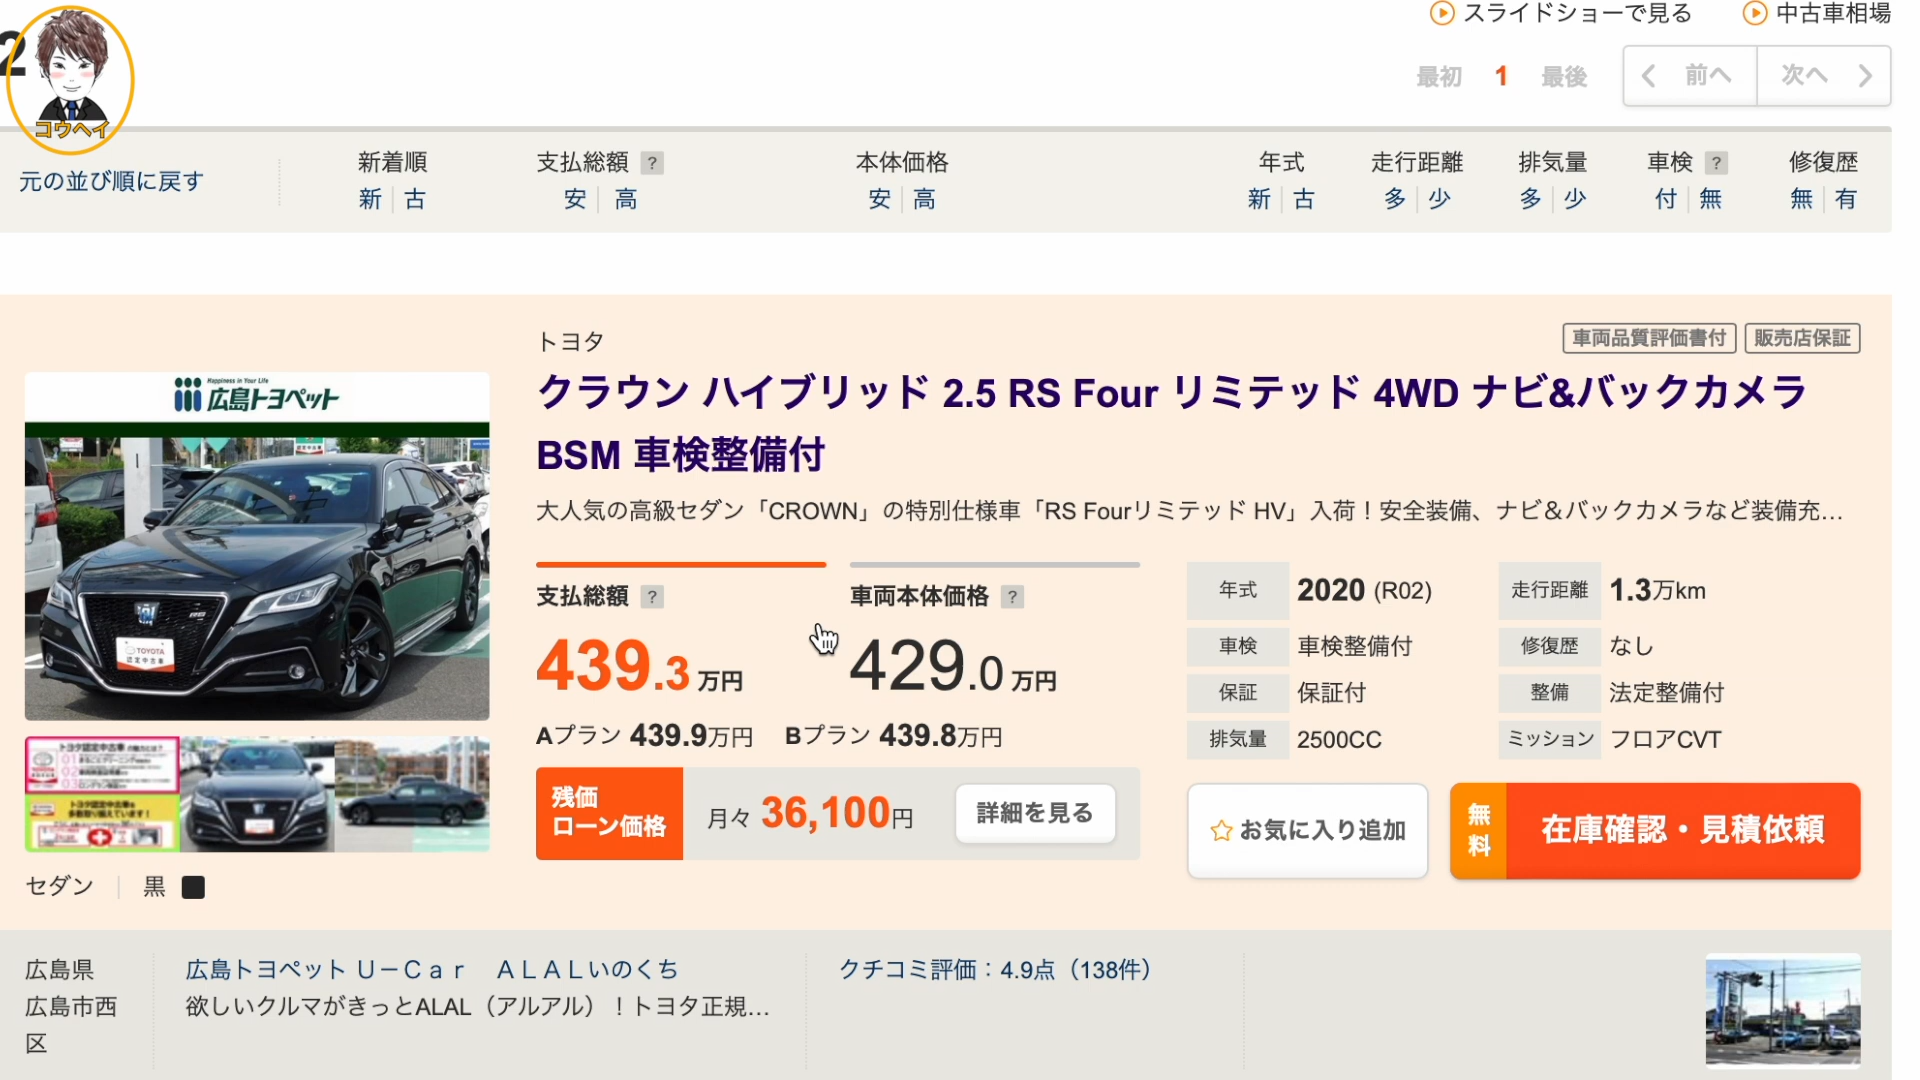 スライドショーで見る 中古車相場
2
コウヘイ
最初 1 最後 前へ 次へ
元の並び順に戻す
新着順 支払総額 ? 本体価格 年式 走行距離 排気量 車検 ? 修復歴
新 古 安 高 安 高 新 古 多 少 多 少 付 無 無 有
トヨタ
車両品質評価書付 販売店保証
クラウン ハイブリッド 2.5 RS Four リミテッド 4WD ナビ&バックカメラ
BSM 車検整備付
大人気の高級セダン「CROWN」の特別仕様車「RS Fourリミテッド HV」入荷！安全装備、ナビ＆バックカメラなど装備充…
Happiness in Your Life
広島トヨペット
TOYOTA
認定中古車
支払総額 ? 車両本体価格 ?
439.3万円 429.0万円
Aプラン 439.9万円 Bプラン 439.8万円
残価
ローン価格
月々 36,100円 詳細を見る
年式 2020 (R02) 走行距離 1.3万km
車検 車検整備付 修復歴 なし
保証 保証付 整備 法定整備付
排気量 2500CC ミッション フロアCVT
お気に入り追加
無料 在庫確認・見積依頼
トヨタ認定中古車
セダン 黒
広島県
広島市西
区
広島トヨペット Ｕ－Ｃａｒ　ＡＬＡＬいのくち
欲しいクルマがきっとALAL（アルアル）！トヨタ正規…
クチコミ評価：4.9点（138件）